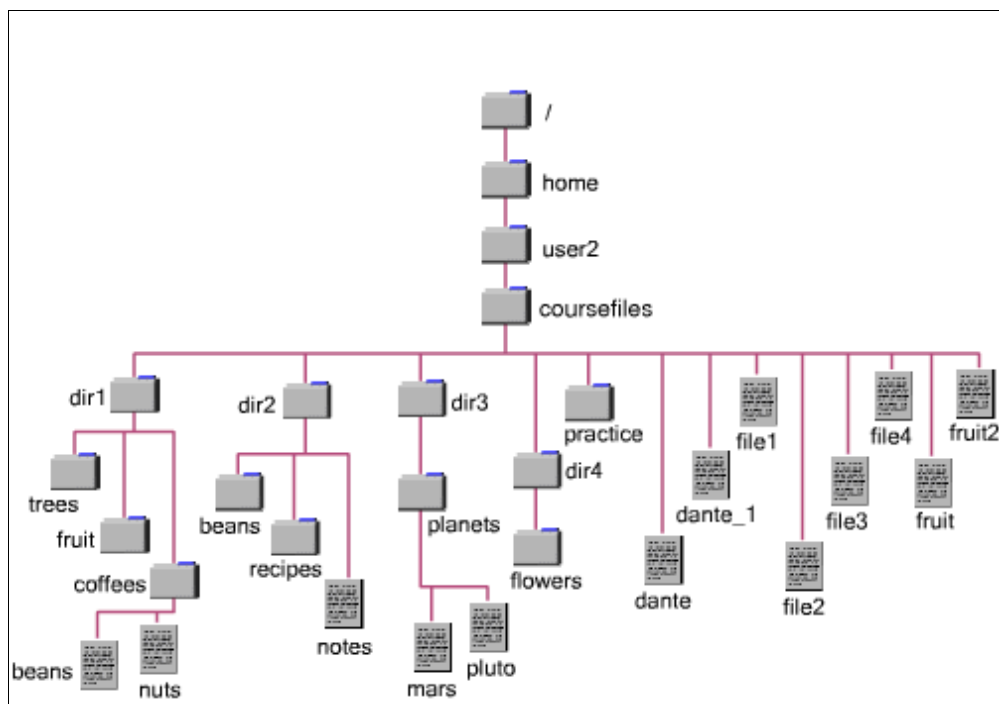 /
home
user2
coursefiles
dir1
dir2
dir3
practice
file1
file4
fruit2
trees
beans
planets
dir4
dante_1
file3
fruit
fruit
recipes
coffees
flowers
dante
file2
notes
beans
nuts
mars
pluto